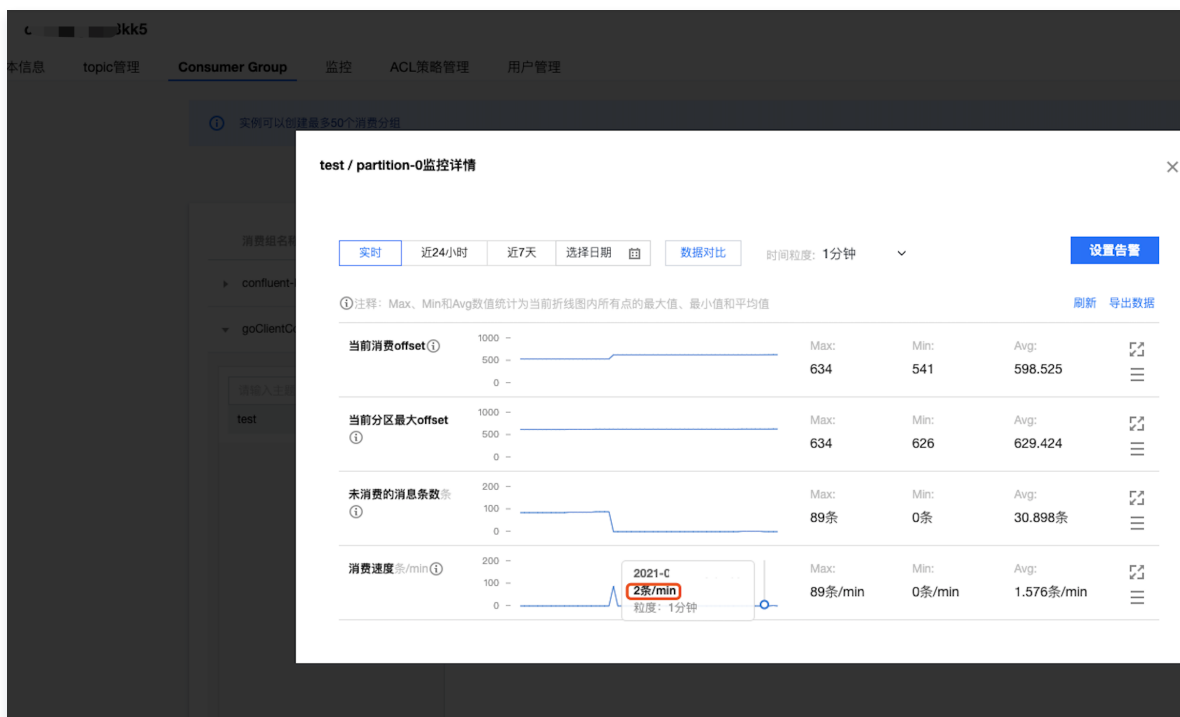 3kk5
本信息 topic管理 Consumer Group 监控 ACL策略管理 用户管理
实例可以创建最多50个消费分组
test / partition-0监控详情
消费组名称
实时 近24小时 近7天 选择日期 数据对比 时间粒度: 1分钟 设置告警
confluent-
注释：Max、Min和Avg数值统计为当前折线图内所有点的最大值、最小值和平均值 刷新 导出数据
goClientCo
当前消费offset 1000 500 0 Max: 634 Min: 541 Avg: 598.525
请输入主题
test
当前分区最大offset 1000 500 0 Max: 634 Min: 626 Avg: 629.424
未消费的消息条数条 200 100 0 Max: 89条 Min: 0条 Avg: 30.898条
消费速度条/min 200 100 0 Max: 89条/min Min: 0条/min Avg: 1.576条/min
2021-0
2条/min
粒度：1分钟